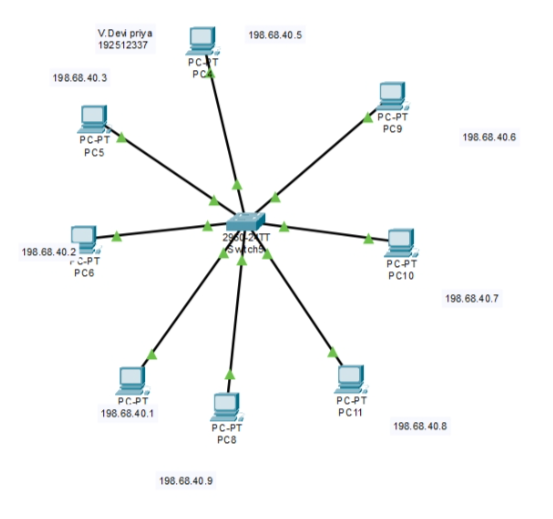 V.Devi priya
192512337
198.68.40.5
PC-PT
198.68.40.3
PC-PT
PC9
PC-PT
PC5
198.68.40.6
2960-24TT
Switch5
198.68.40.2
PC-PT
PC6
PC-PT
PC10
198.68.40.7
PC-PT
198.68.40.1
PC-PT
PC8
PC-PT
PC11
198.68.40.8
198.68.40.9